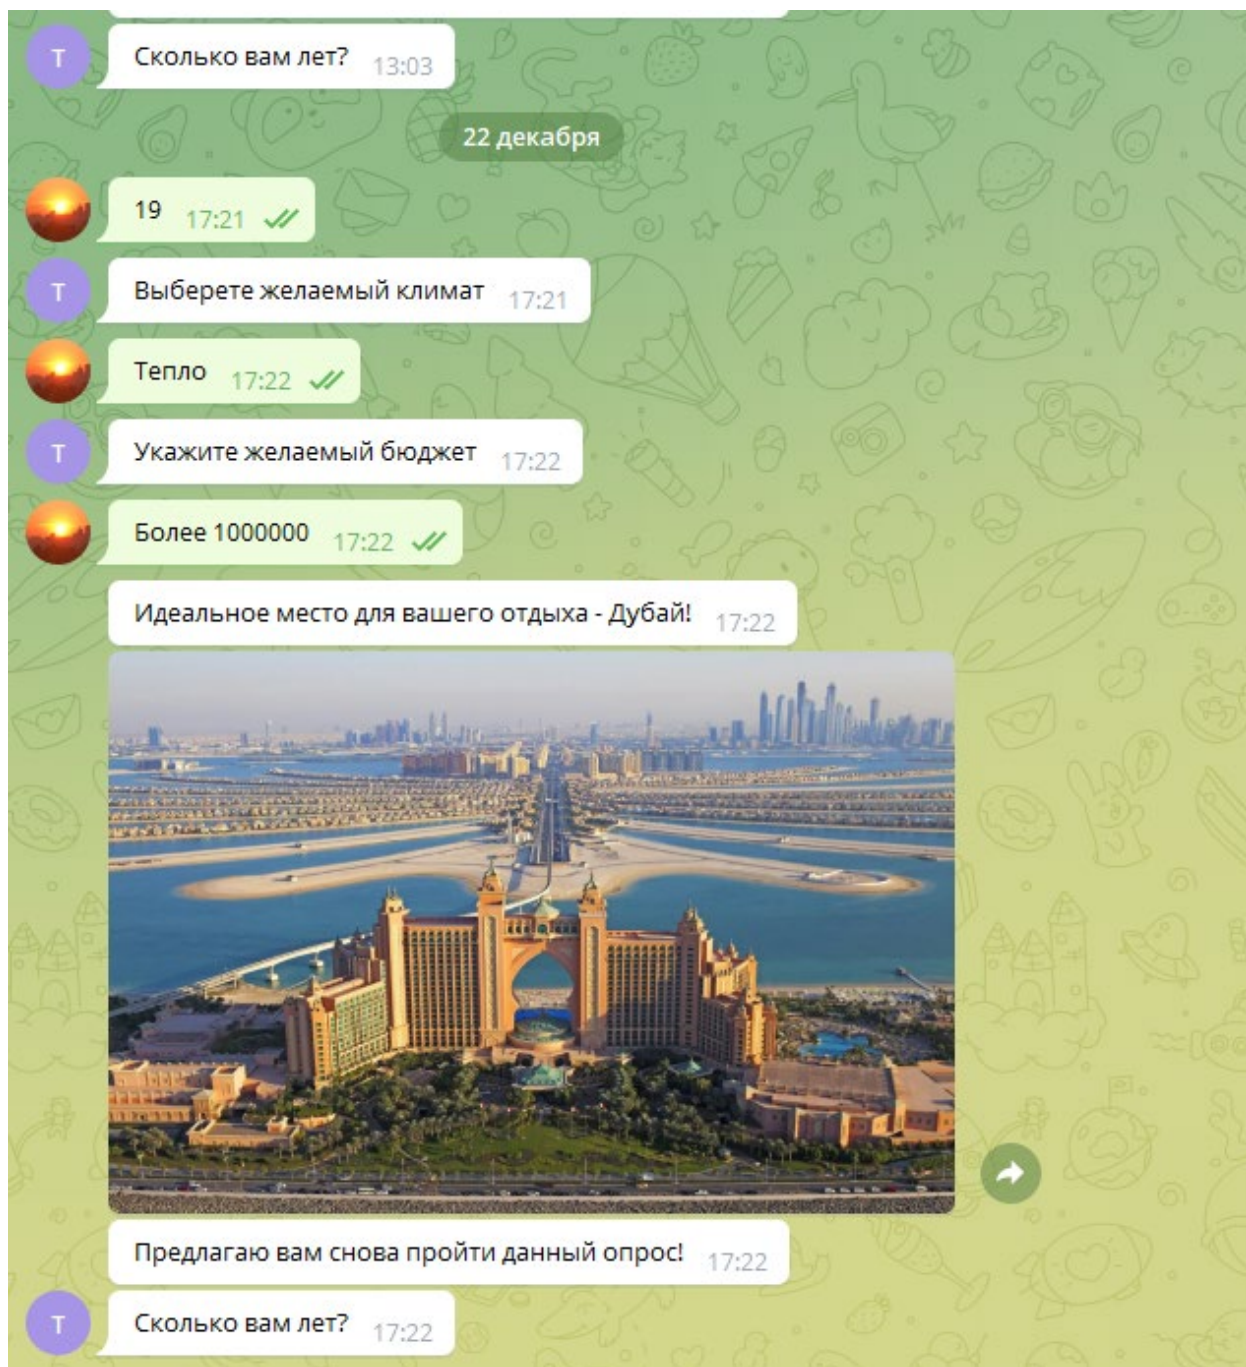 Т
Сколько вам лет? 13:03
22 декабря
19 17:21
Т
Выберете желаемый климат 17:21
Тепло 17:22
Т
Укажите желаемый бюджет 17:22
Более 1000000 17:22
Идеальное место для вашего отдыха - Дубай! 17:22
Предлагаю вам снова пройти данный опрос! 17:22
Т
Сколько вам лет? 17:22